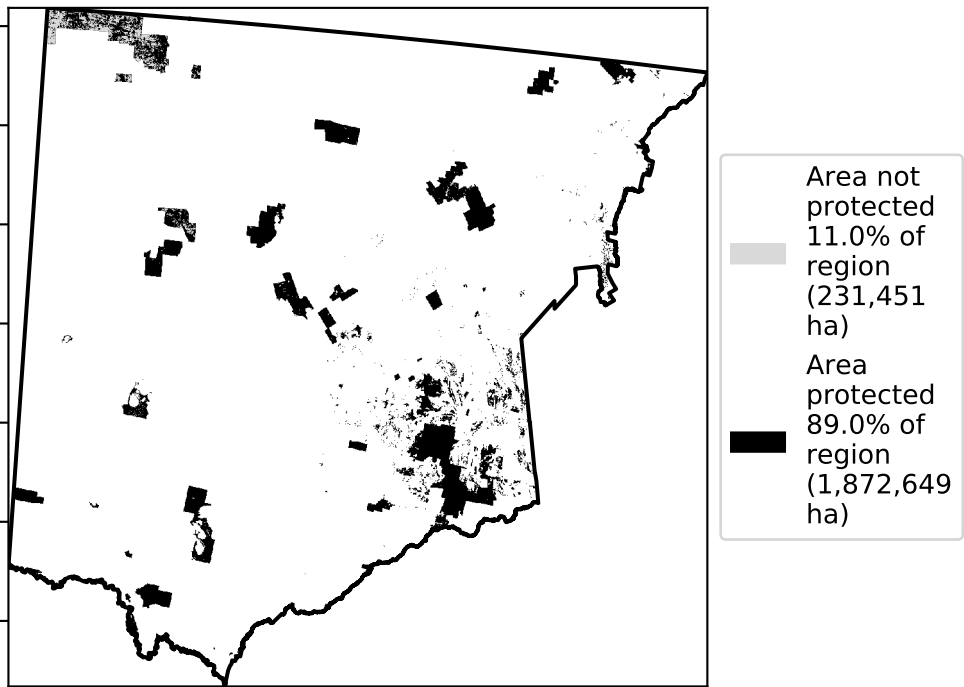 Area not
protected
11.0% of
region
(231,451
ha)
Area
protected
89.0% of
region
(1,872,649
ha)